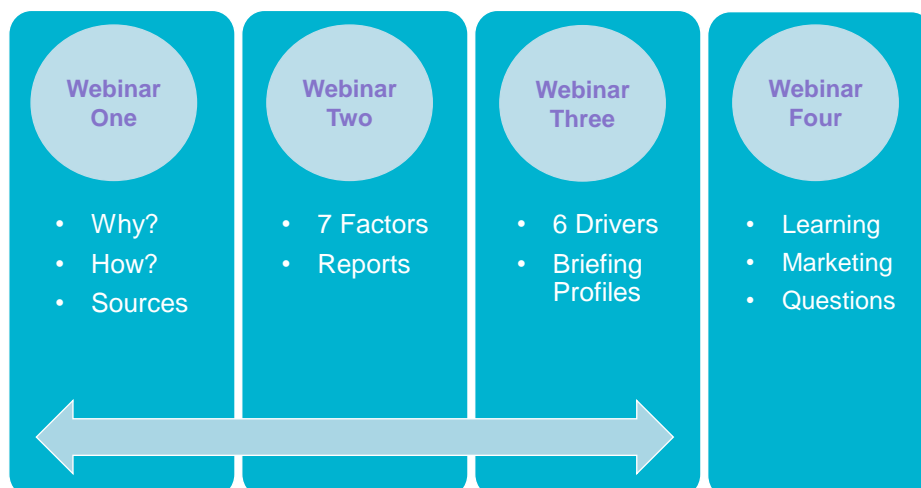 Webinar
One
• Why?
• How?
• Sources
Webinar
Two
• 7 Factors
• Reports
Webinar
Three
• 6 Drivers
• Briefing
Profiles
Webinar
Four
• Learning
• Marketing
• Questions